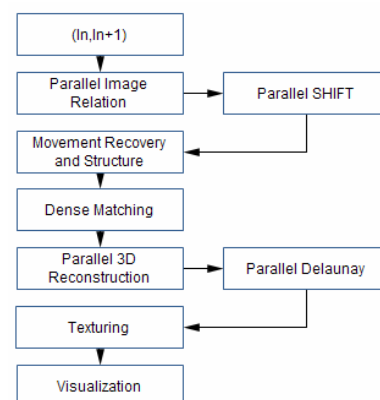 (In,In+1)
Parallel Image
Relation
Parallel SHIFT
Movement Recovery
and Structure
Dense Matching
Parallel 3D
Reconstruction
Parallel Delaunay
Texturing
Visualization